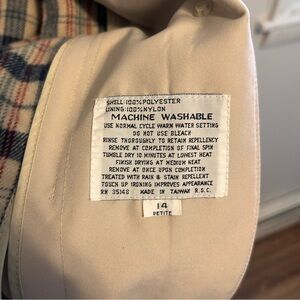 SHELL:100% POLYESTER
LINING:100% NYLON
MACHINE WASHABLE
USE NORMAL CYCLE WARM WATER SETTING
DO NOT USE BLEACH
RINSE THOROUGHLY TO RETAIN REPELLENCY
REMOVE AT COMPLETION OF FINAL SPIN
TUMBLE DRY 10 MINUTES AT LOWEST HEAT
FINISH DRYING AT MEDIUM HEAT
REMOVE AT ONCE UPON COMPLETION
TREATED WITH RAIN & STAIN REPELLENT
TOUCH UP IRONING IMPROVES APPEARANCE
RN 35148 MADE IN TAIWAN R.O.C.
14
PETITE